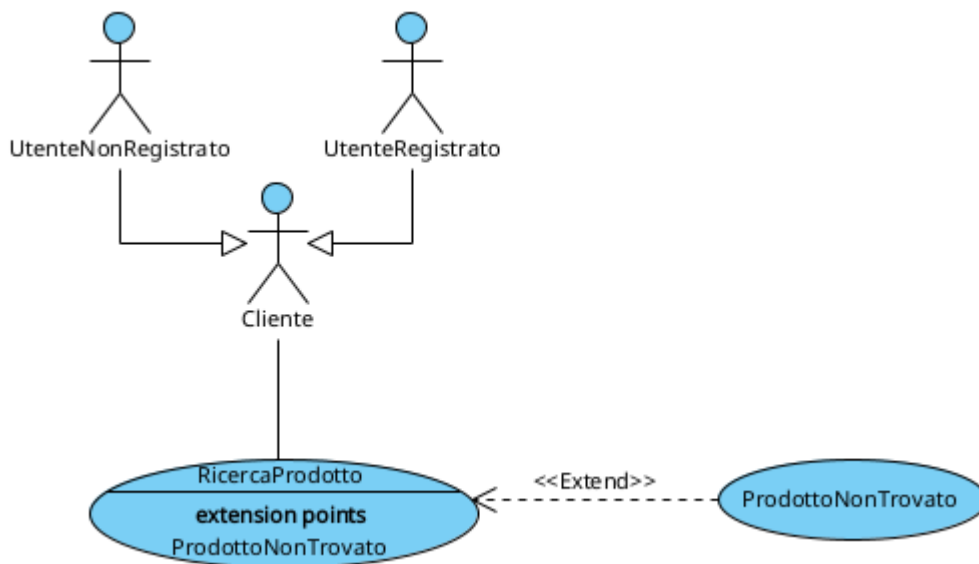 UtenteNonRegistrato
UtenteRegistrato
Cliente
RicercaProdotto
extension points
ProdottoNonTrovato
<<Extend>>
ProdottoNonTrovato